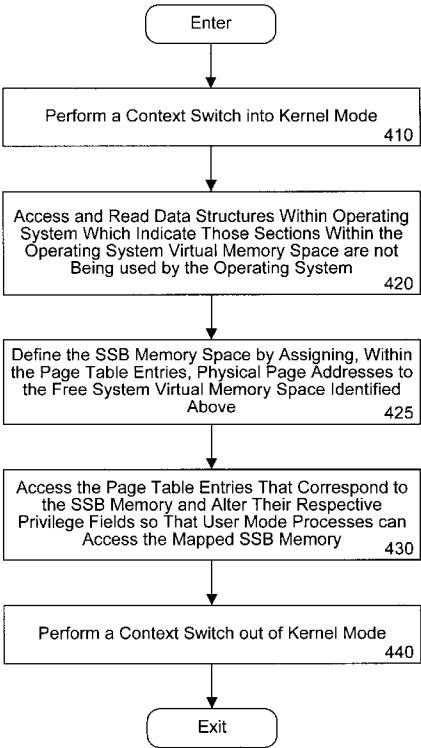 Enter
Perform a Context Switch into Kernel Mode
410
Access and Read Data Structures Within Operating
System Which Indicate Those Sections Within the
Operating System Virtual Memory Space are not
Being used by the Operating System
420
Define the SSB Memory Space by Assigning, Within
the Page Table Entries, Physical Page Addresses to
the Free System Virtual Memory Space Identified
Above
425
Access the Page Table Entries That Correspond to
the SSB Memory and Alter Their Respective
Privilege Fields so That User Mode Processes can
Access the Mapped SSB Memory
430
Perform a Context Switch out of Kernel Mode
440
Exit